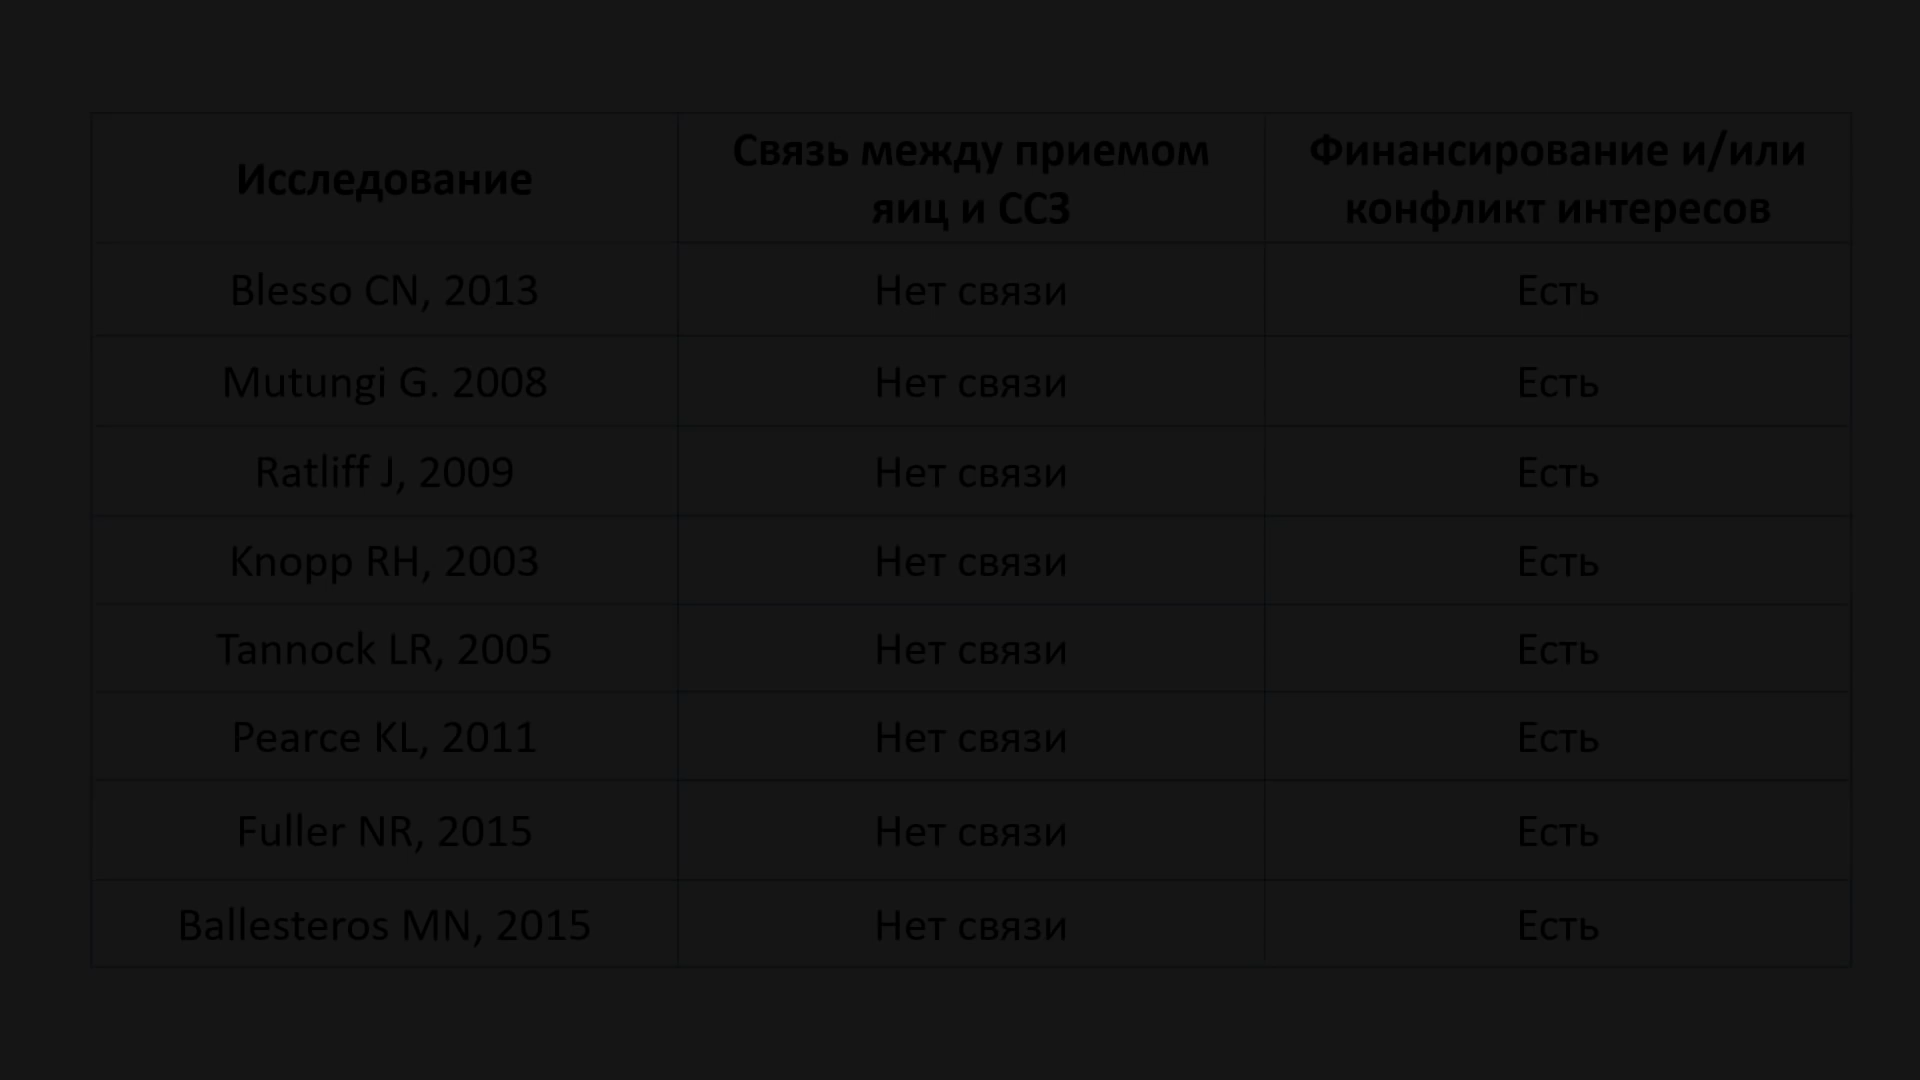 Исследование
Связь между приемом
яиц и ССЗ
Финансирование и/или
конфликт интересов
Blesso CN, 2013
Нет связи
Есть
Mutungi G. 2008
Нет связи
Есть
Ratliff J, 2009
Нет связи
Есть
Knopp RH, 2003
Нет связи
Есть
Tannock LR, 2005
Нет связи
Есть
Pearce KL, 2011
Нет связи
Есть
Fuller NR, 2015
Нет связи
Есть
Ballesteros MN, 2015
Нет связи
Есть